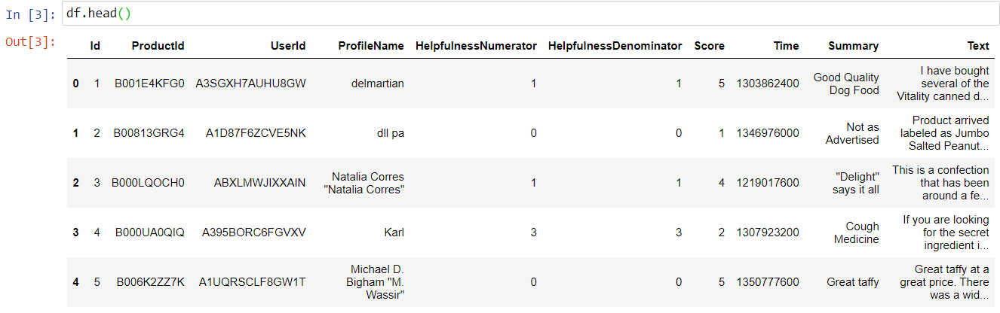 In [3]: df.head()
Out[3]:
Id ProductId UserId ProfileName HelpfulnessNumerator HelpfulnessDenominator Score Time Summary Text
0 1 B001E4KFG0 A3SGXH7AUHU8GW delmartian 1 1 5 1303862400 Good Quality Dog Food I have bought several of the Vitality canned d...
1 2 B00813GRG4 A1D87F6ZCVE5NK dll pa 0 0 1 1346976000 Not as Advertised Product arrived labeled as Jumbo Salted Peanut...
2 3 B000LQOCH0 ABXLMWJIXXAIN Natalia Corres "Natalia Corres" 1 1 4 1219017600 "Delight" says it all This is a confection that has been around a fe...
3 4 B000UA0QIQ A395BORC6FGVXV Karl 3 3 2 1307923200 Cough Medicine If you are looking for the secret ingredient i...
4 5 B006K2ZZ7K A1UQRSCLF8GW1T Michael D. Bigham "M. Wassir" 0 0 5 1350777600 Great taffy Great taffy at a great price. There was a wid...